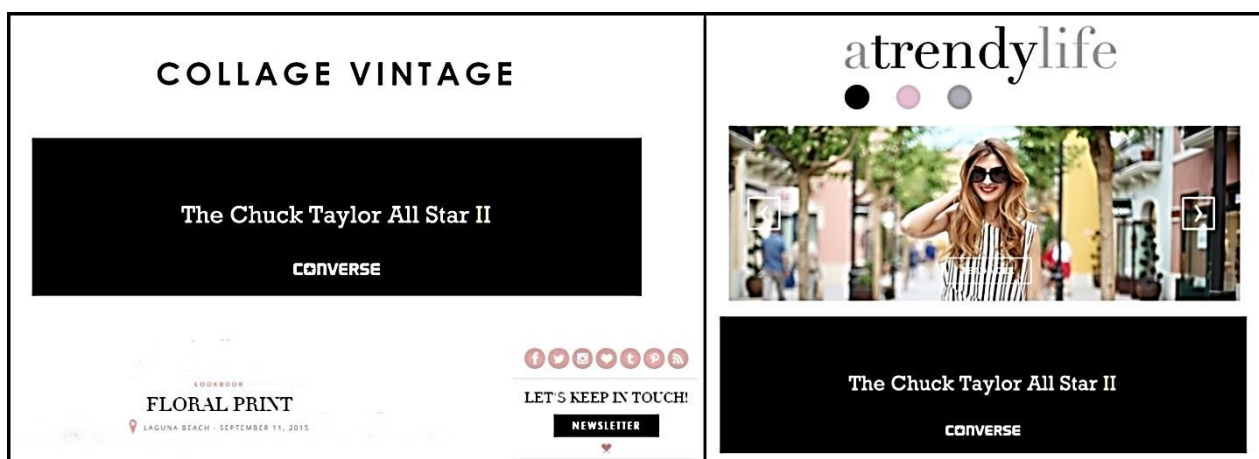 COLLAGE VINTAGE
The Chuck Taylor All Star II
CONVERSE
LOOKBOOK
FLORAL PRINT
LAGUNA BEACH - SEPTEMBER 11, 2015
LET'S KEEP IN TOUCH!
NEWSLETTER
atrendylife
The Chuck Taylor All Star II
CONVERSE